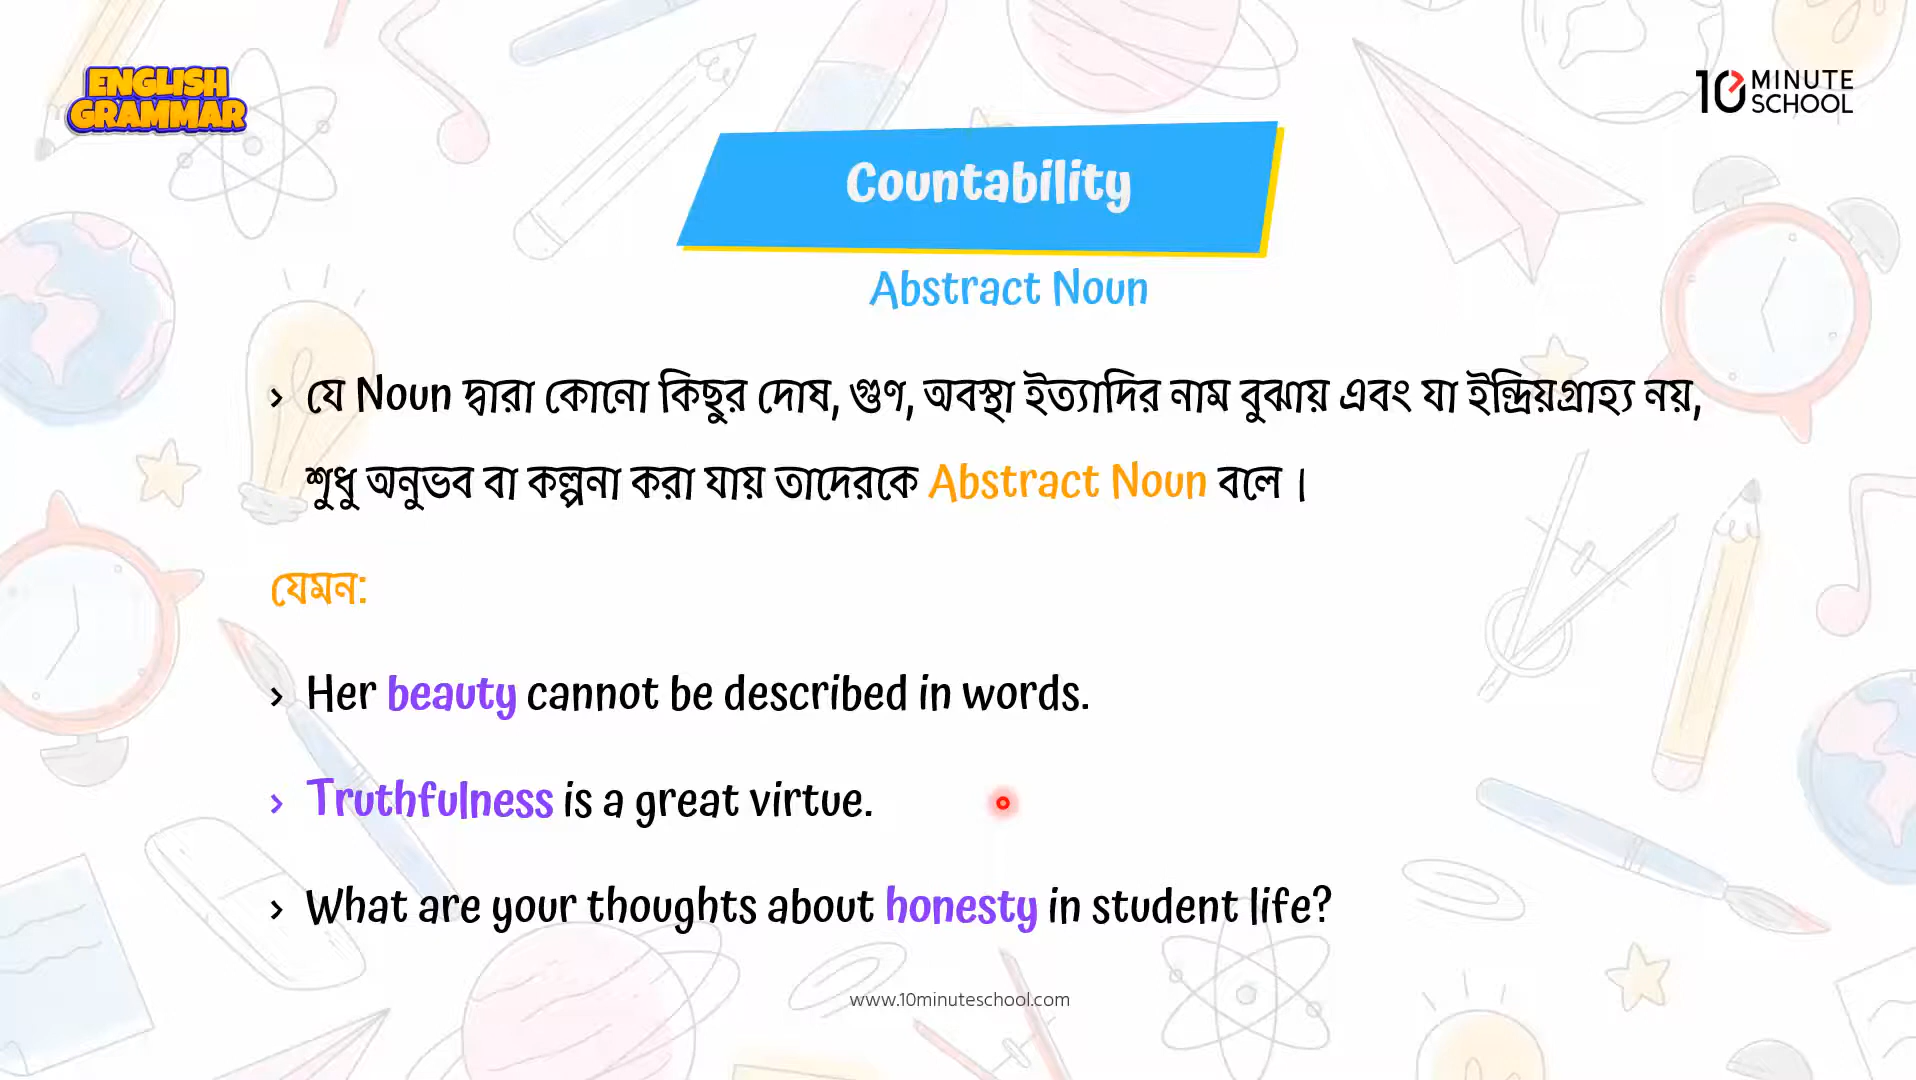 ENGLISH
GRAMMAR
10 MINUTE
SCHOOL
Countability
Abstract Noun
› যে Noun দ্বারা কোনো কিছুর দোষ, গুণ, অবস্থা ইত্যাদির নাম বুঝায় এবং যা ইন্দ্রিয়গ্রাহ্য নয়,
শুধু অনুভব বা কল্পনা করা যায় তাদেরকে Abstract Noun বলে ।
যেমন:
› Her beauty cannot be described in words.
› Truthfulness is a great virtue.
› What are your thoughts about honesty in student life?
www.10minuteschool.com